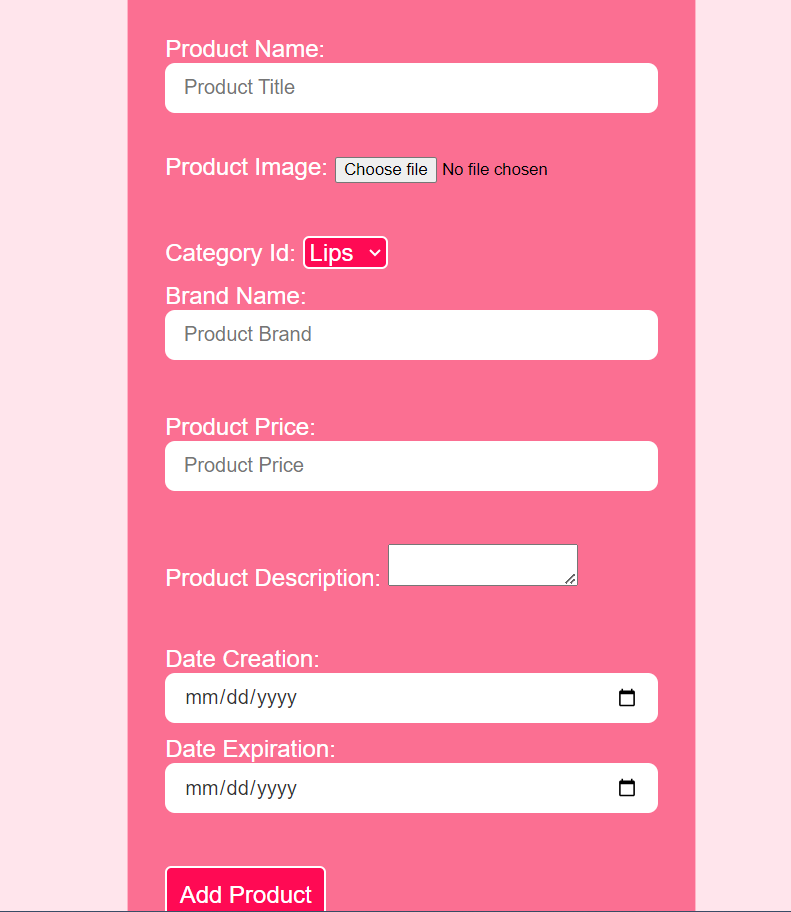 Product Name:
Product Title
Product Image: Choose file No file chosen
Category Id: Lips
Brand Name:
Product Brand
Product Price:
Product Price
Product Description:
Date Creation:
mm/dd/yyyy
Date Expiration:
mm/dd/yyyy
Add Product